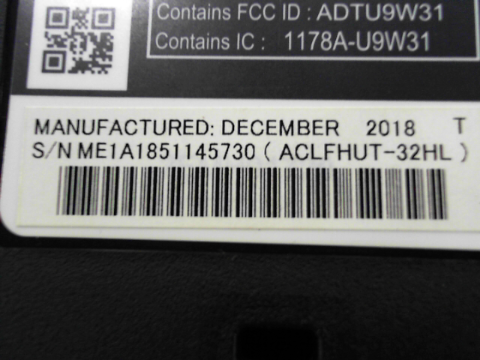 Contains FCC ID : ADTU9W31
Contains IC : 1178A-U9W31
MANUFACTURED: DECEMBER 2018 T
S/N ME1A1851145730 ( ACLFHUT-32HL )